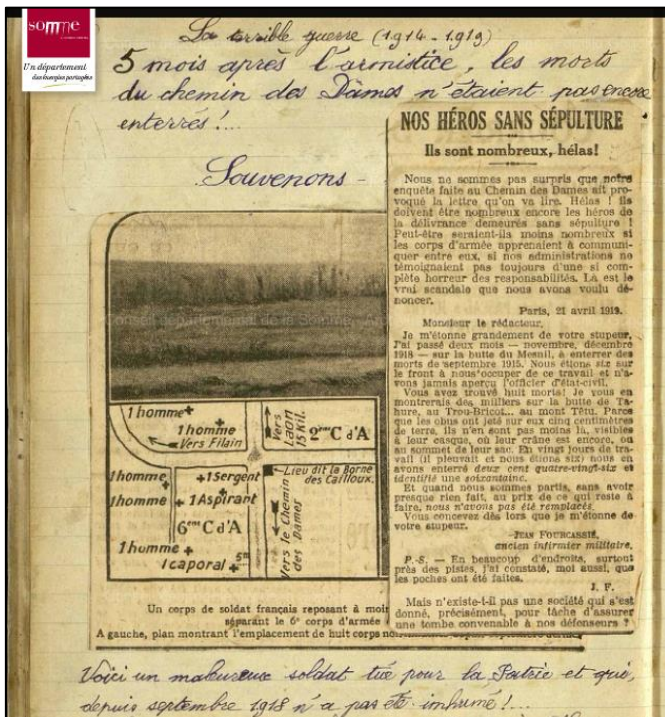 somme
Un département
des énergies partagées
La terrible guerre (1914-1919)
5 mois après l'armistice, les morts
du chemin des Dames n'étaient pas encore
enterrés !...
Souvenons-
NOS HÉROS SANS SÉPULTURE
Ils sont nombreux, hélas!
Nous ne sommes pas surpris que notre
enquête faite au Chemin des Dames ait pro-
voqué la lettre qu'on va lire. Hélas ! ils
doivent être nombreux encore les héros de
la délivrance demeurés sans sépulture !
Peut-être seraient-ils moins nombreux si
les corps d'armée apprenaient à communi-
quer entre eux, si nos administrations ne
témoignaient pas toujours d'une si com-
plète horreur des responsabilités. Là est le
vrai scandale que nous avons voulu dé-
noncer.
Paris, 21 avril 1919.
Monsieur le rédacteur,
Je m'étonne grandement de votre stupeur.
J'ai passé deux mois — novembre, décembre
1918 — sur la butte du Mesnil, à enterrer des
morts de septembre 1915. Nous étions six sur
le front à nous occuper de ce travail et n'a-
vons jamais aperçu l'officier d'état-civil.
Vous avez trouvé huit morts! Je vous en
montrerais des milliers sur la butte de Ta-
hure, au Trou-Bricot... au mont Têtu. Parce
que les obus ont jeté sur eux cinq centimètres
de terre, ils n'en sont pas moins là, visibles
à leur casque, où leur crâne est encore, ou
au sommet de leur sac. En vingt jours de tra-
vail (il pleuvait et nous étions six) nous en
avons enterré deux cent quatre-vingt-six et
identifié une soixantaine.
Et quand nous sommes partis, sans avoir
presque rien fait, au prix de ce qui reste à
faire, nous n'avons pas été remplacés.
Vous concevez dès lors que je m'étonne de
votre stupeur.
JEAN FOURCASSIÉ,
ancien infirmier militaire.
P.-S. — En beaucoup d'endroits, surtout
près des pistes, j'ai constaté, moi aussi, que
les poches ont été faites.
J. F.
Mais n'existe-t-il pas une société qui s'est
donné, précisément, pour tâche d'assurer
une tombe convenable à nos défenseurs ?
Conseil départemental de la Somme
1 homme
1 homme
Vers Filain
Vers
Laon
15 Kil.
2ème C d'A
1 homme
1 Sergent
Lieu dit la Borne
des Cailloux
1 homme
1 Aspirant
6ème C d'A
Vers le Chemin
des Dames
1 homme
1 caporal
5m
Un corps de soldat français reposant à moi
séparant le 6e corps d'armée
A gauche, plan montrant l'emplacement de huit corps
Voici un malheureux soldat tué pour la Patrie et qui,
depuis septembre 1918 n'a pas été inhumé !...